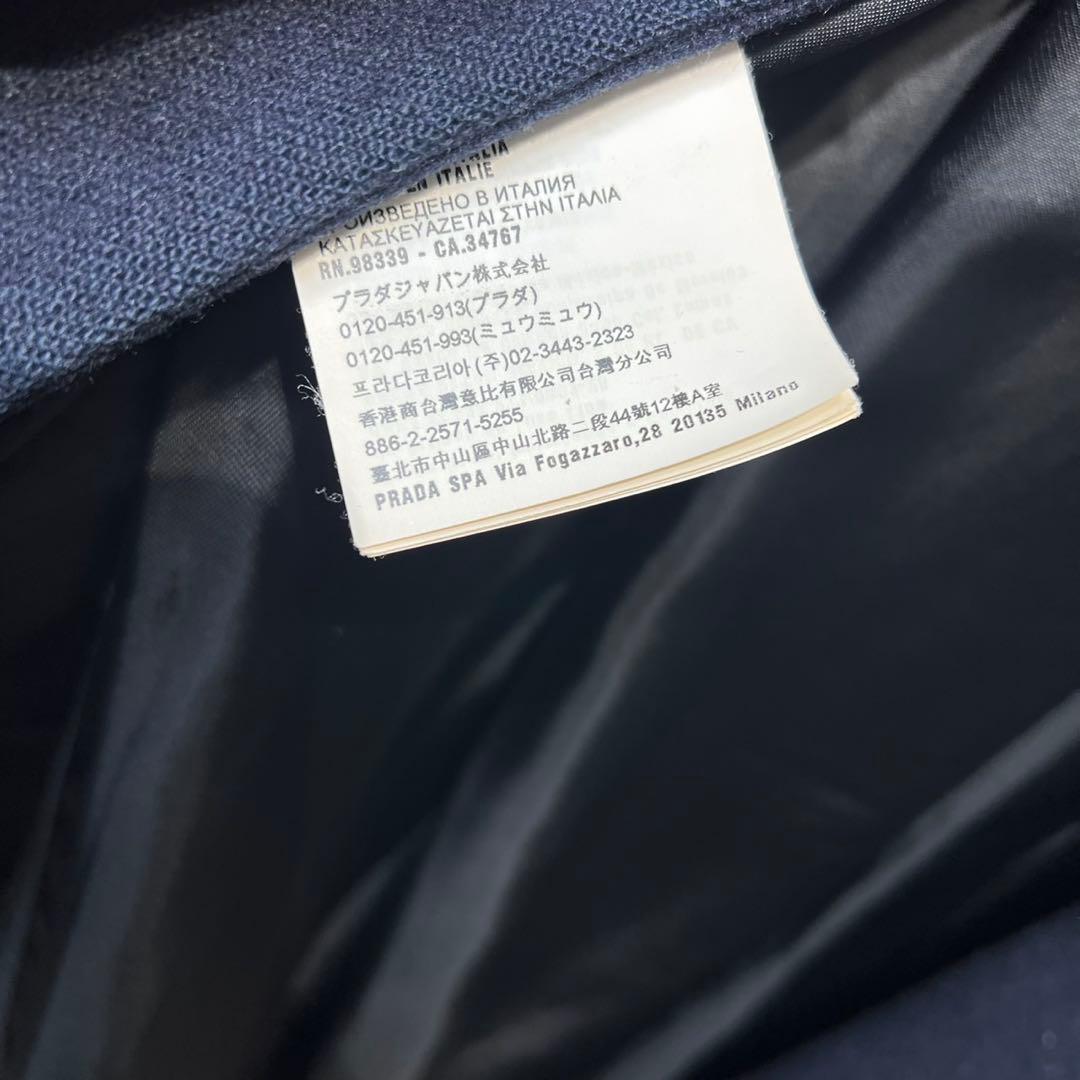 EN ITALIE
ПРОИЗВЕДЕНО В ИТАЛИЯ
ΚΑΤΑΣΚΕΥΑΖΕΤΑΙ ΣΤΗΝ ΙΤΑΛΙΑ
RN.98339 - CA.34767
プラダジャパン株式会社
0120-451-913(プラダ)
0120-451-993(ミュウミュウ)
프라다코리아(주)02-3443-2323
香港商台灣意比有限公司台灣分公司
886-2-2571-5255
臺北市中山區中山北路二段44號12樓A室
PRADA SPA Via Fogazzaro,28 20135 Milano